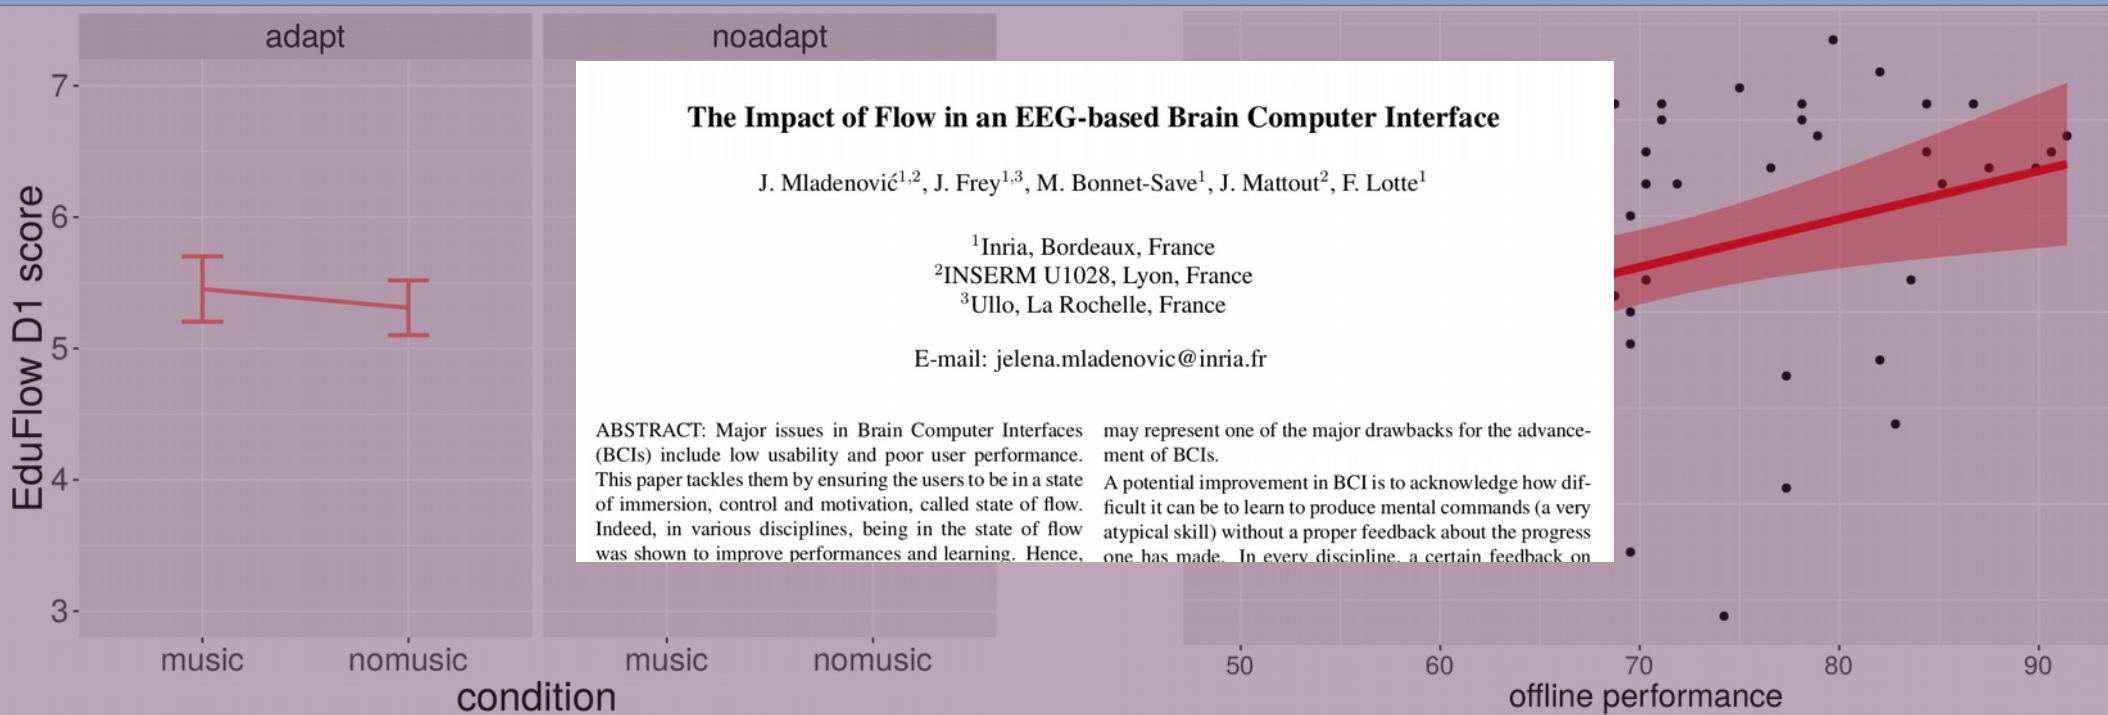 adapt
noadapt
7
6
5
4
3
EduFlow D1 score
music
nomusic
music
nomusic
condition
The Impact of Flow in an EEG-based Brain Computer Interface
J. Mladenović1,2, J. Frey1,3, M. Bonnet-Save1, J. Mattout2, F. Lotte1
1Inria, Bordeaux, France
2INSERM U1028, Lyon, France
3Ullo, La Rochelle, France
E-mail: jelena.mladenovic@inria.fr
ABSTRACT: Major issues in Brain Computer Interfaces
(BCIs) include low usability and poor user performance.
This paper tackles them by ensuring the users to be in a state
of immersion, control and motivation, called state of flow.
Indeed, in various disciplines, being in the state of flow
was shown to improve performances and learning. Hence,
may represent one of the major drawbacks for the advance-
ment of BCIs.
A potential improvement in BCI is to acknowledge how dif-
ficult it can be to learn to produce mental commands (a very
atypical skill) without a proper feedback about the progress
one has made. In every discipline, a certain feedback on
50
60
70
80
90
offline performance